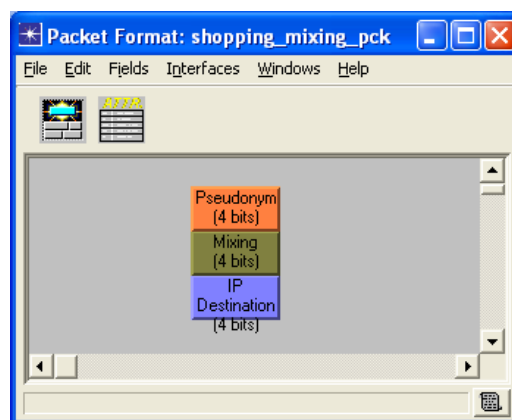 Packet Format: shopping_mixing_pck
File Edit Fields Interfaces Windows Help
ATTR.
Pseudonym
(4 bits)
Mixing
(4 bits)
IP
Destination
(4 bits)